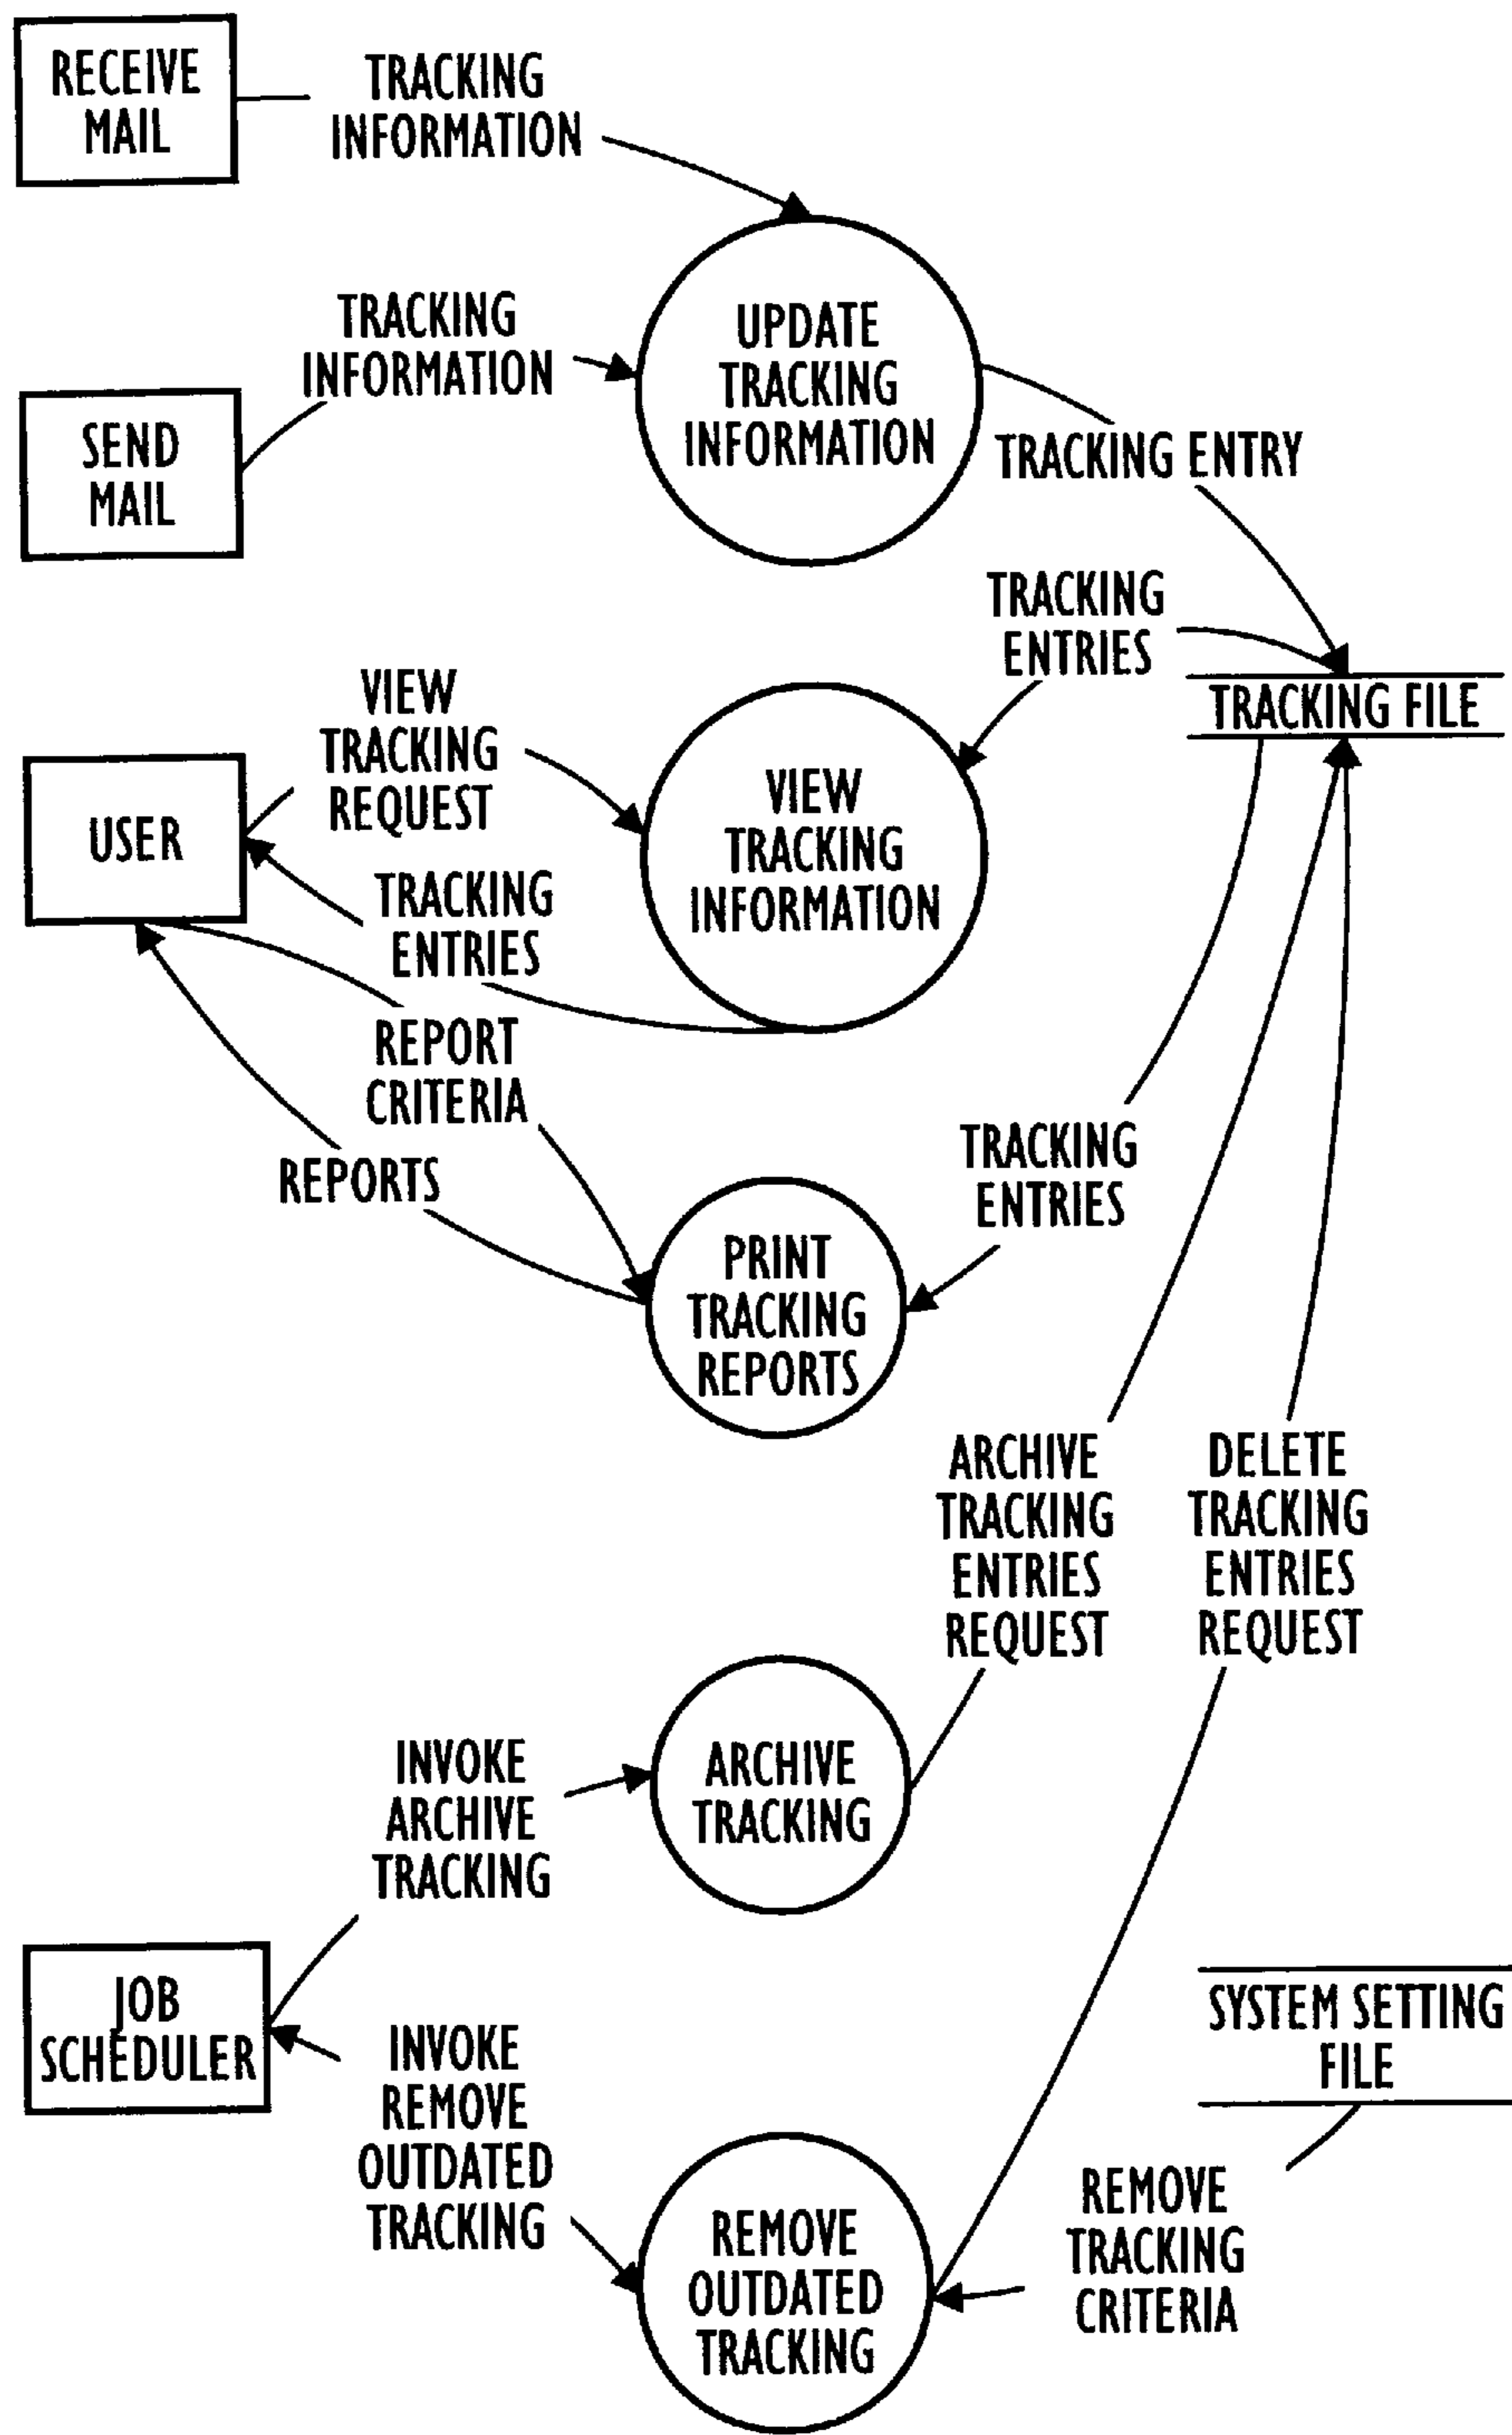 RECEIVE
MAIL
TRACKING
INFORMATION
TRACKING
INFORMATION
UPDATE
TRACKING
INFORMATION
SEND
MAIL
TRACKING ENTRY
TRACKING
ENTRIES
TRACKING FILE
VIEW
TRACKING
REQUEST
USER
VIEW
TRACKING
INFORMATION
TRACKING
ENTRIES
REPORT
CRITERIA
REPORTS
TRACKING
ENTRIES
PRINT
TRACKING
REPORTS
ARCHIVE
TRACKING
ENTRIES
REQUEST
DELETE
TRACKING
ENTRIES
REQUEST
INVOKE
ARCHIVE
TRACKING
ARCHIVE
TRACKING
JOB
SCHEDULER
SYSTEM SETTING
FILE
INVOKE
REMOVE
OUTDATED
TRACKING
REMOVE
OUTDATED
TRACKING
REMOVE
TRACKING
CRITERIA